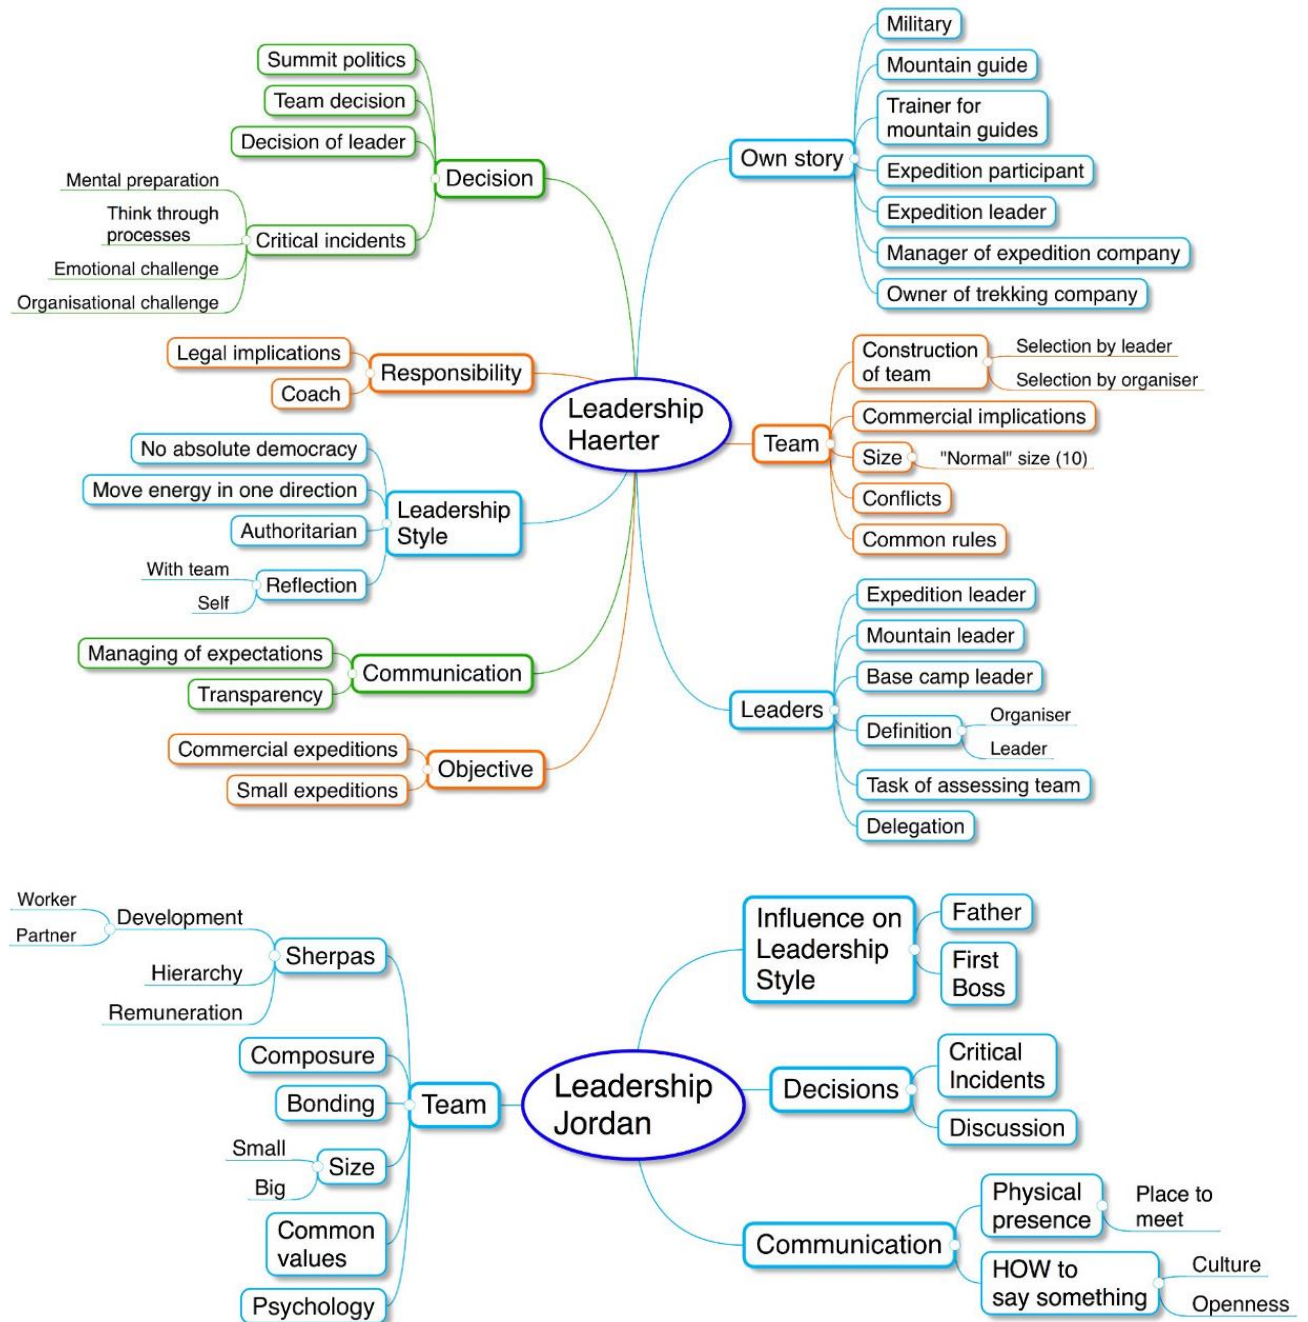 Leadership
Haerter
Own story
Military
Mountain guide
Trainer for
mountain guides
Expedition participant
Expedition leader
Manager of expedition company
Owner of trekking company
Team
Construction
of team
Selection by leader
Selection by organiser
Commercial implications
Size
"Normal" size (10)
Conflicts
Common rules
Leaders
Expedition leader
Mountain leader
Base camp leader
Definition
Organiser
Leader
Task of assessing team
Delegation
Decision
Summit politics
Team decision
Decision of leader
Critical incidents
Mental preparation
Think through
processes
Emotional challenge
Organisational challenge
Responsibility
Legal implications
Coach
Leadership
Style
No absolute democracy
Move energy in one direction
Authoritarian
Reflection
With team
Self
Communication
Managing of expectations
Transparency
Objective
Commercial expeditions
Small expeditions
Leadership
Jordan
Influence on
Leadership
Style
Father
First
Boss
Decisions
Critical
Incidents
Discussion
Communication
Physical
presence
Place to
meet
HOW to
say something
Culture
Openness
Team
Sherpas
Development
Worker
Partner
Hierarchy
Remuneration
Composure
Bonding
Size
Small
Big
Common
values
Psychology